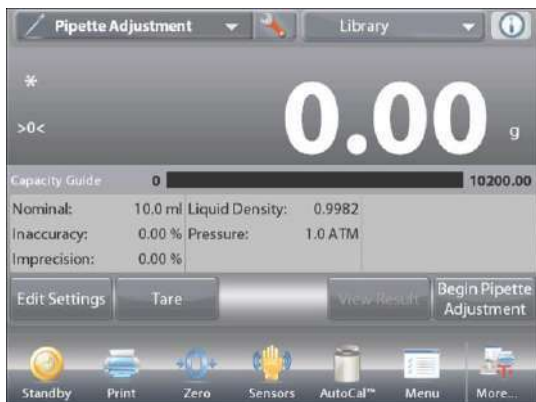 Pipette Adjustment Library
*
>0<
0.00 g
Capacity Guide 0 10200.00
Nominal: 10.0 ml Liquid Density: 0.9982
Inaccuracy: 0.00 % Pressure: 1.0 ATM
Imprecision: 0.00 %
Edit Settings Tare View Result Begin Pipette
Adjustment
Standby Print Zero Sensors AutoCal™ Menu More...